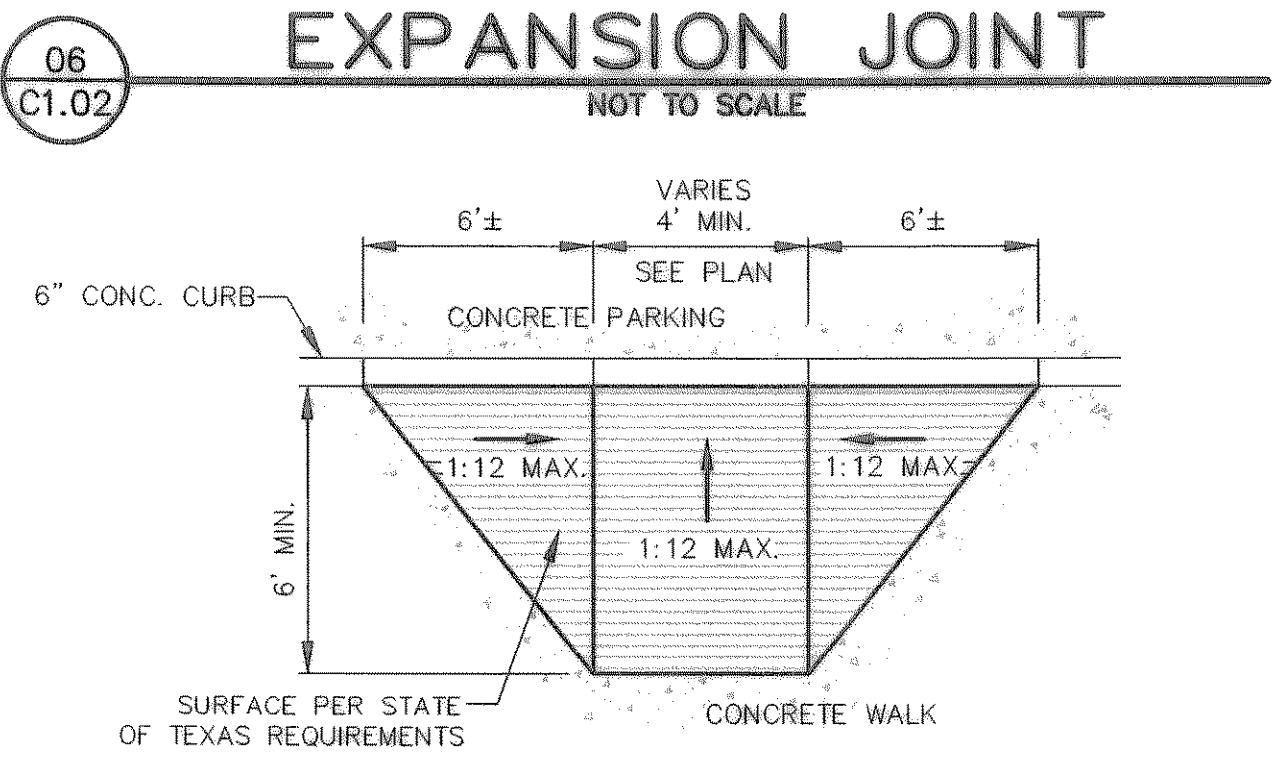 06
C1.02
EXPANSION JOINT
NOT TO SCALE
VARIES
6'±
4' MIN.
6'±
SEE PLAN
6" CONC. CURB
CONCRETE PARKING
1:12 MAX.
1:12 MAX.
1:12 MAX.
6' MIN.
SURFACE PER STATE
OF TEXAS REQUIREMENTS
CONCRETE WALK